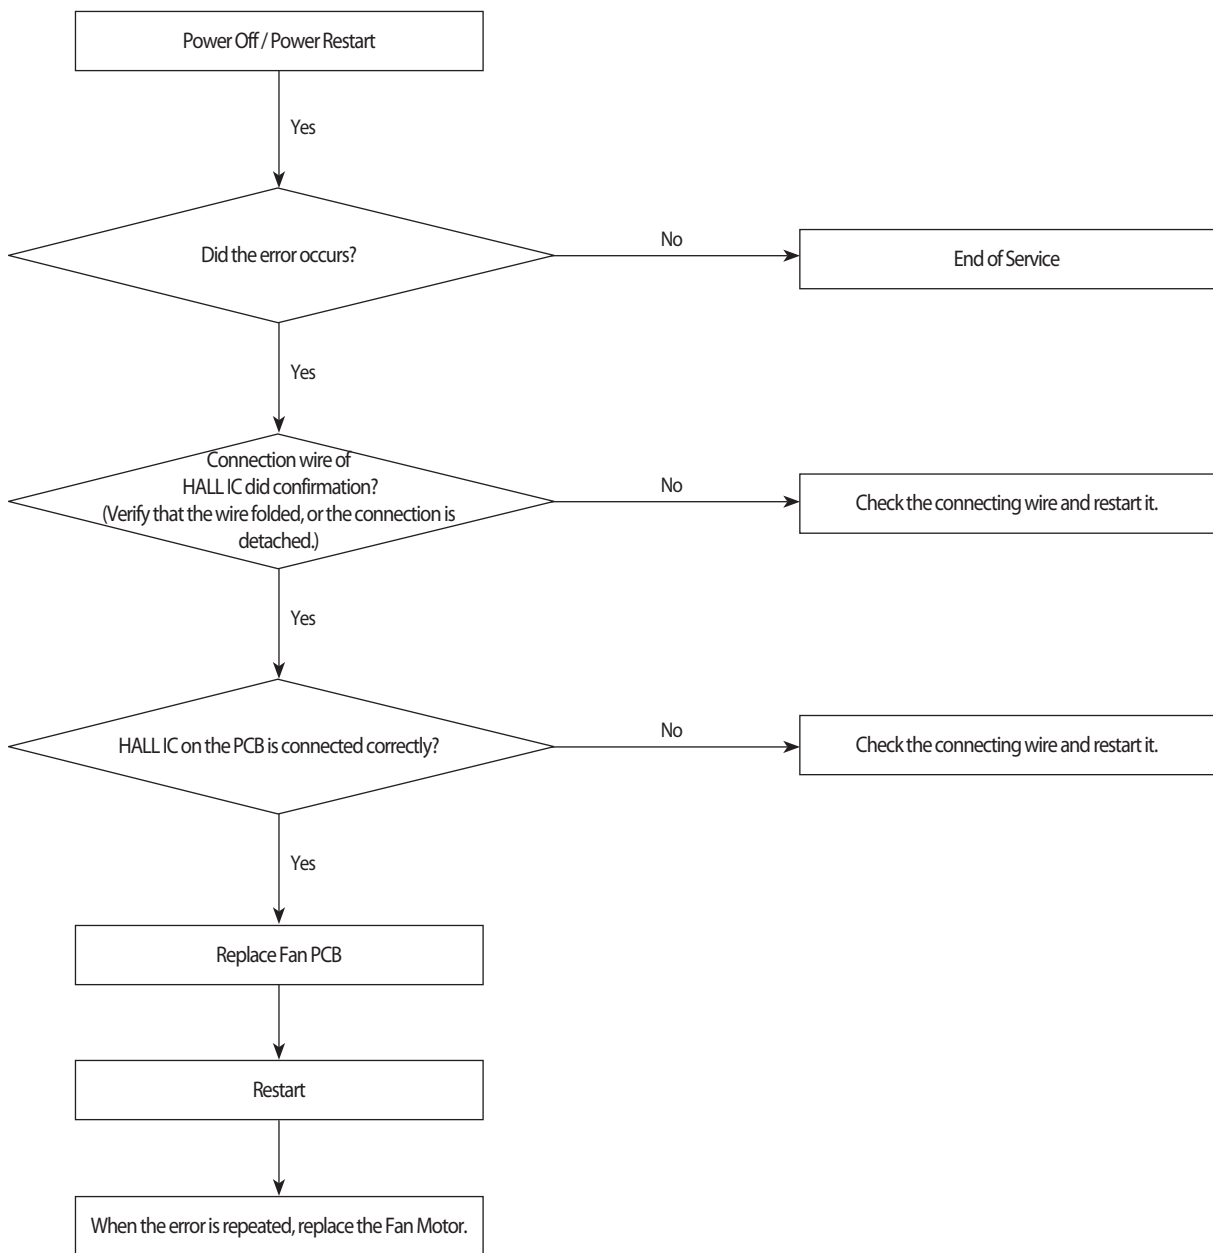 Power Off / Power Restart
Yes
Did the error occurs?
No
End of Service
Yes
Connection wire of
HALL IC did confirmation?
(Verify that the wire folded, or the connection is
detached.)
No
Check the connecting wire and restart it.
Yes
HALL IC on the PCB is connected correctly?
No
Check the connecting wire and restart it.
Yes
Replace Fan PCB
Restart
When the error is repeated, replace the Fan Motor.